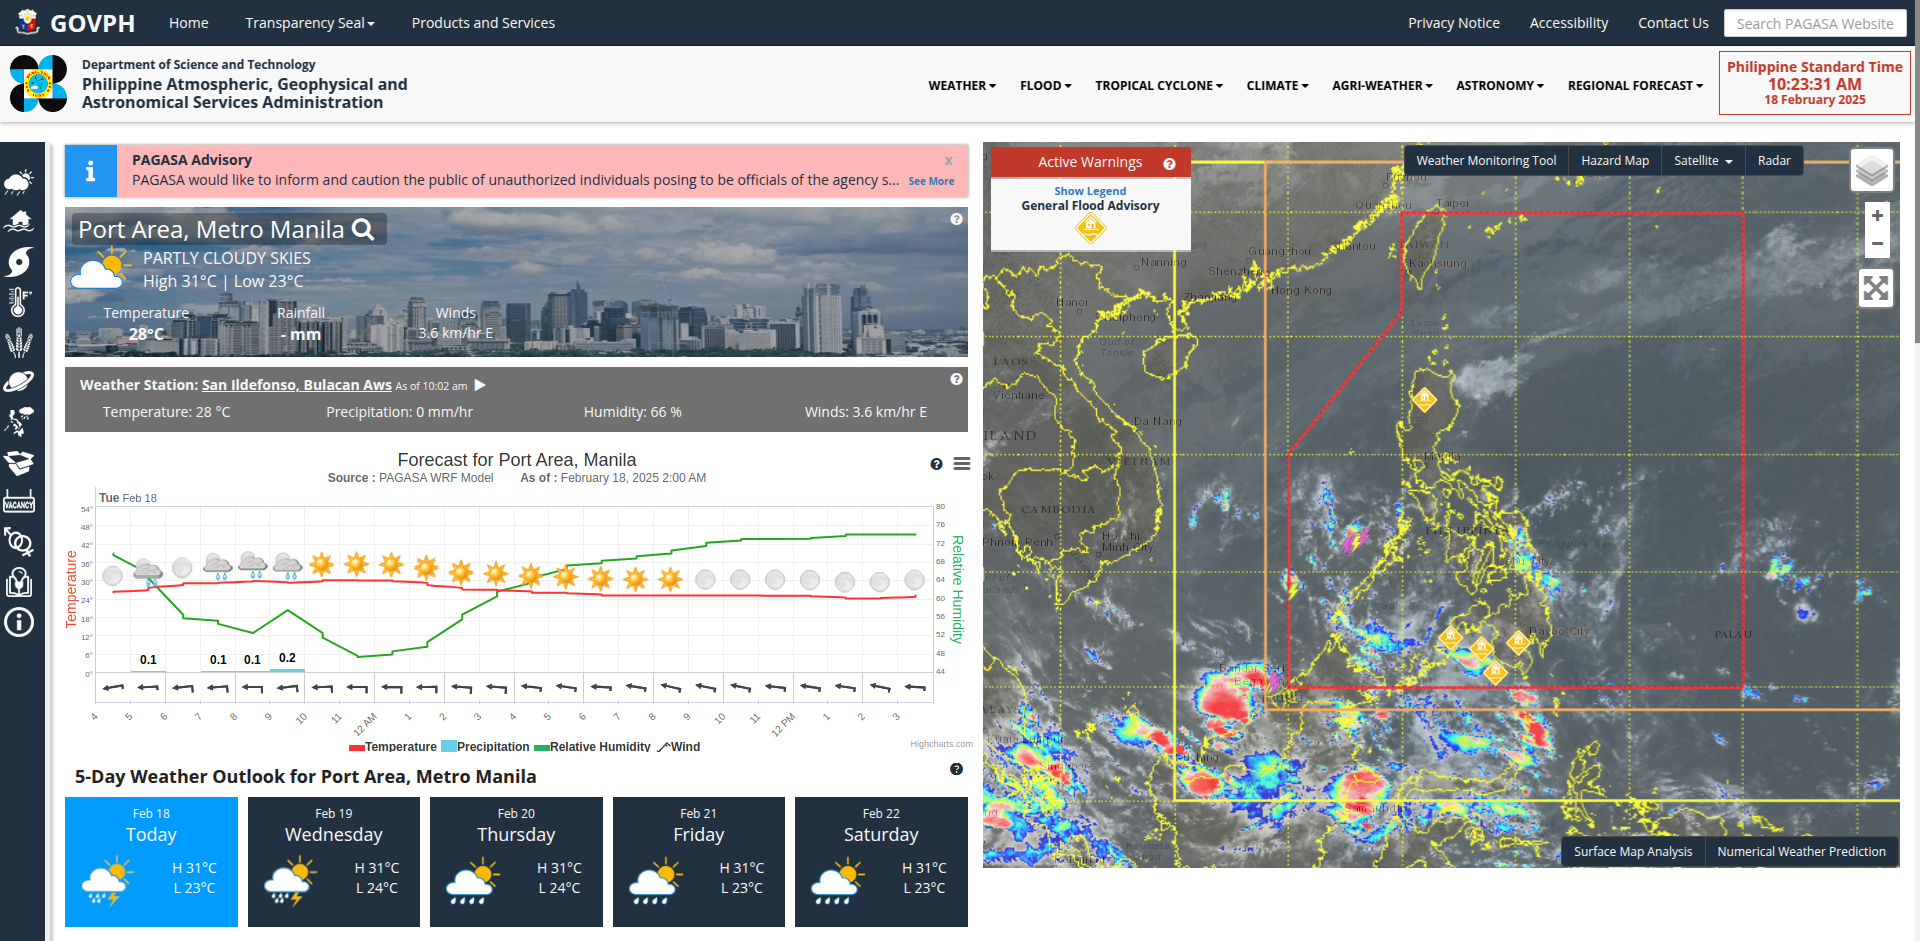 GOVPH
Home
Transparency Seal
Products and Services
Privacy Notice
Accessibility
Contact Us
Search PAGASA Website
Department of Science and Technology
Philippine Atmospheric, Geophysical and
Astronomical Services Administration
WEATHER
FLOOD
TROPICAL CYCLONE
CLIMATE
AGRI-WEATHER
ASTRONOMY
REGIONAL FORECAST
Philippine Standard Time
10:23:31 AM
18 February 2025
VACANCY
PAGASA Advisory
x
PAGASA would like to inform and caution the public of unauthorized individuals posing to be officials of the agency s... See More
Port Area, Metro Manila
PARTLY CLOUDY SKIES
High 31°C | Low 23°C
Temperature
Rainfall
Winds
28°C
- mm
3.6 km/hr E
Weather Station: San Ildefonso, Bulacan Aws As of 10:02 am
Temperature: 28 °C
Precipitation: 0 mm/hr
Humidity: 66 %
Winds: 3.6 km/hr E
Forecast for Port Area, Manila
Source : PAGASA WRF Model As of : February 18, 2025 2:00 AM
Tue Feb 18
54°
48°
42°
36°
30°
24°
18°
12°
6°
0°
Temperature
80
76
72
68
64
60
56
52
48
44
Relative Humidity
0.1
0.1
0.1
0.2
4
5
6
7
8
9
10
11
12 AM
1
2
3
4
5
6
7
8
9
10
11
12 PM
1
2
3
Temperature
Precipitation
Relative Humidity
Wind
Highcharts.com
5-Day Weather Outlook for Port Area, Metro Manila
Feb 18
Today
H 31°C
L 23°C
Feb 19
Wednesday
H 31°C
L 24°C
Feb 20
Thursday
H 31°C
L 24°C
Feb 21
Friday
H 31°C
L 23°C
Feb 22
Saturday
H 31°C
L 23°C
Active Warnings
Show Legend
General Flood Advisory
Weather Monitoring Tool
Hazard Map
Satellite
Radar
+
−
Taipei
TAIWAN
Kaohsiung
Guangzhou
Shantou
Shenzhen
Hong Kong
Nanning
Zhanjiang
Hanoi
Haiphong
Gulf of
Tonkin
LAOS
Vientiane
Da Nang
VIETNAM
CAMBODIA
Phnom Penh
Ho Chi
Minh City
Luzon
Manila
Philippine Sea
Davao City
PALAU
Kuching
Samarinda
Surface Map Analysis
Numerical Weather Prediction